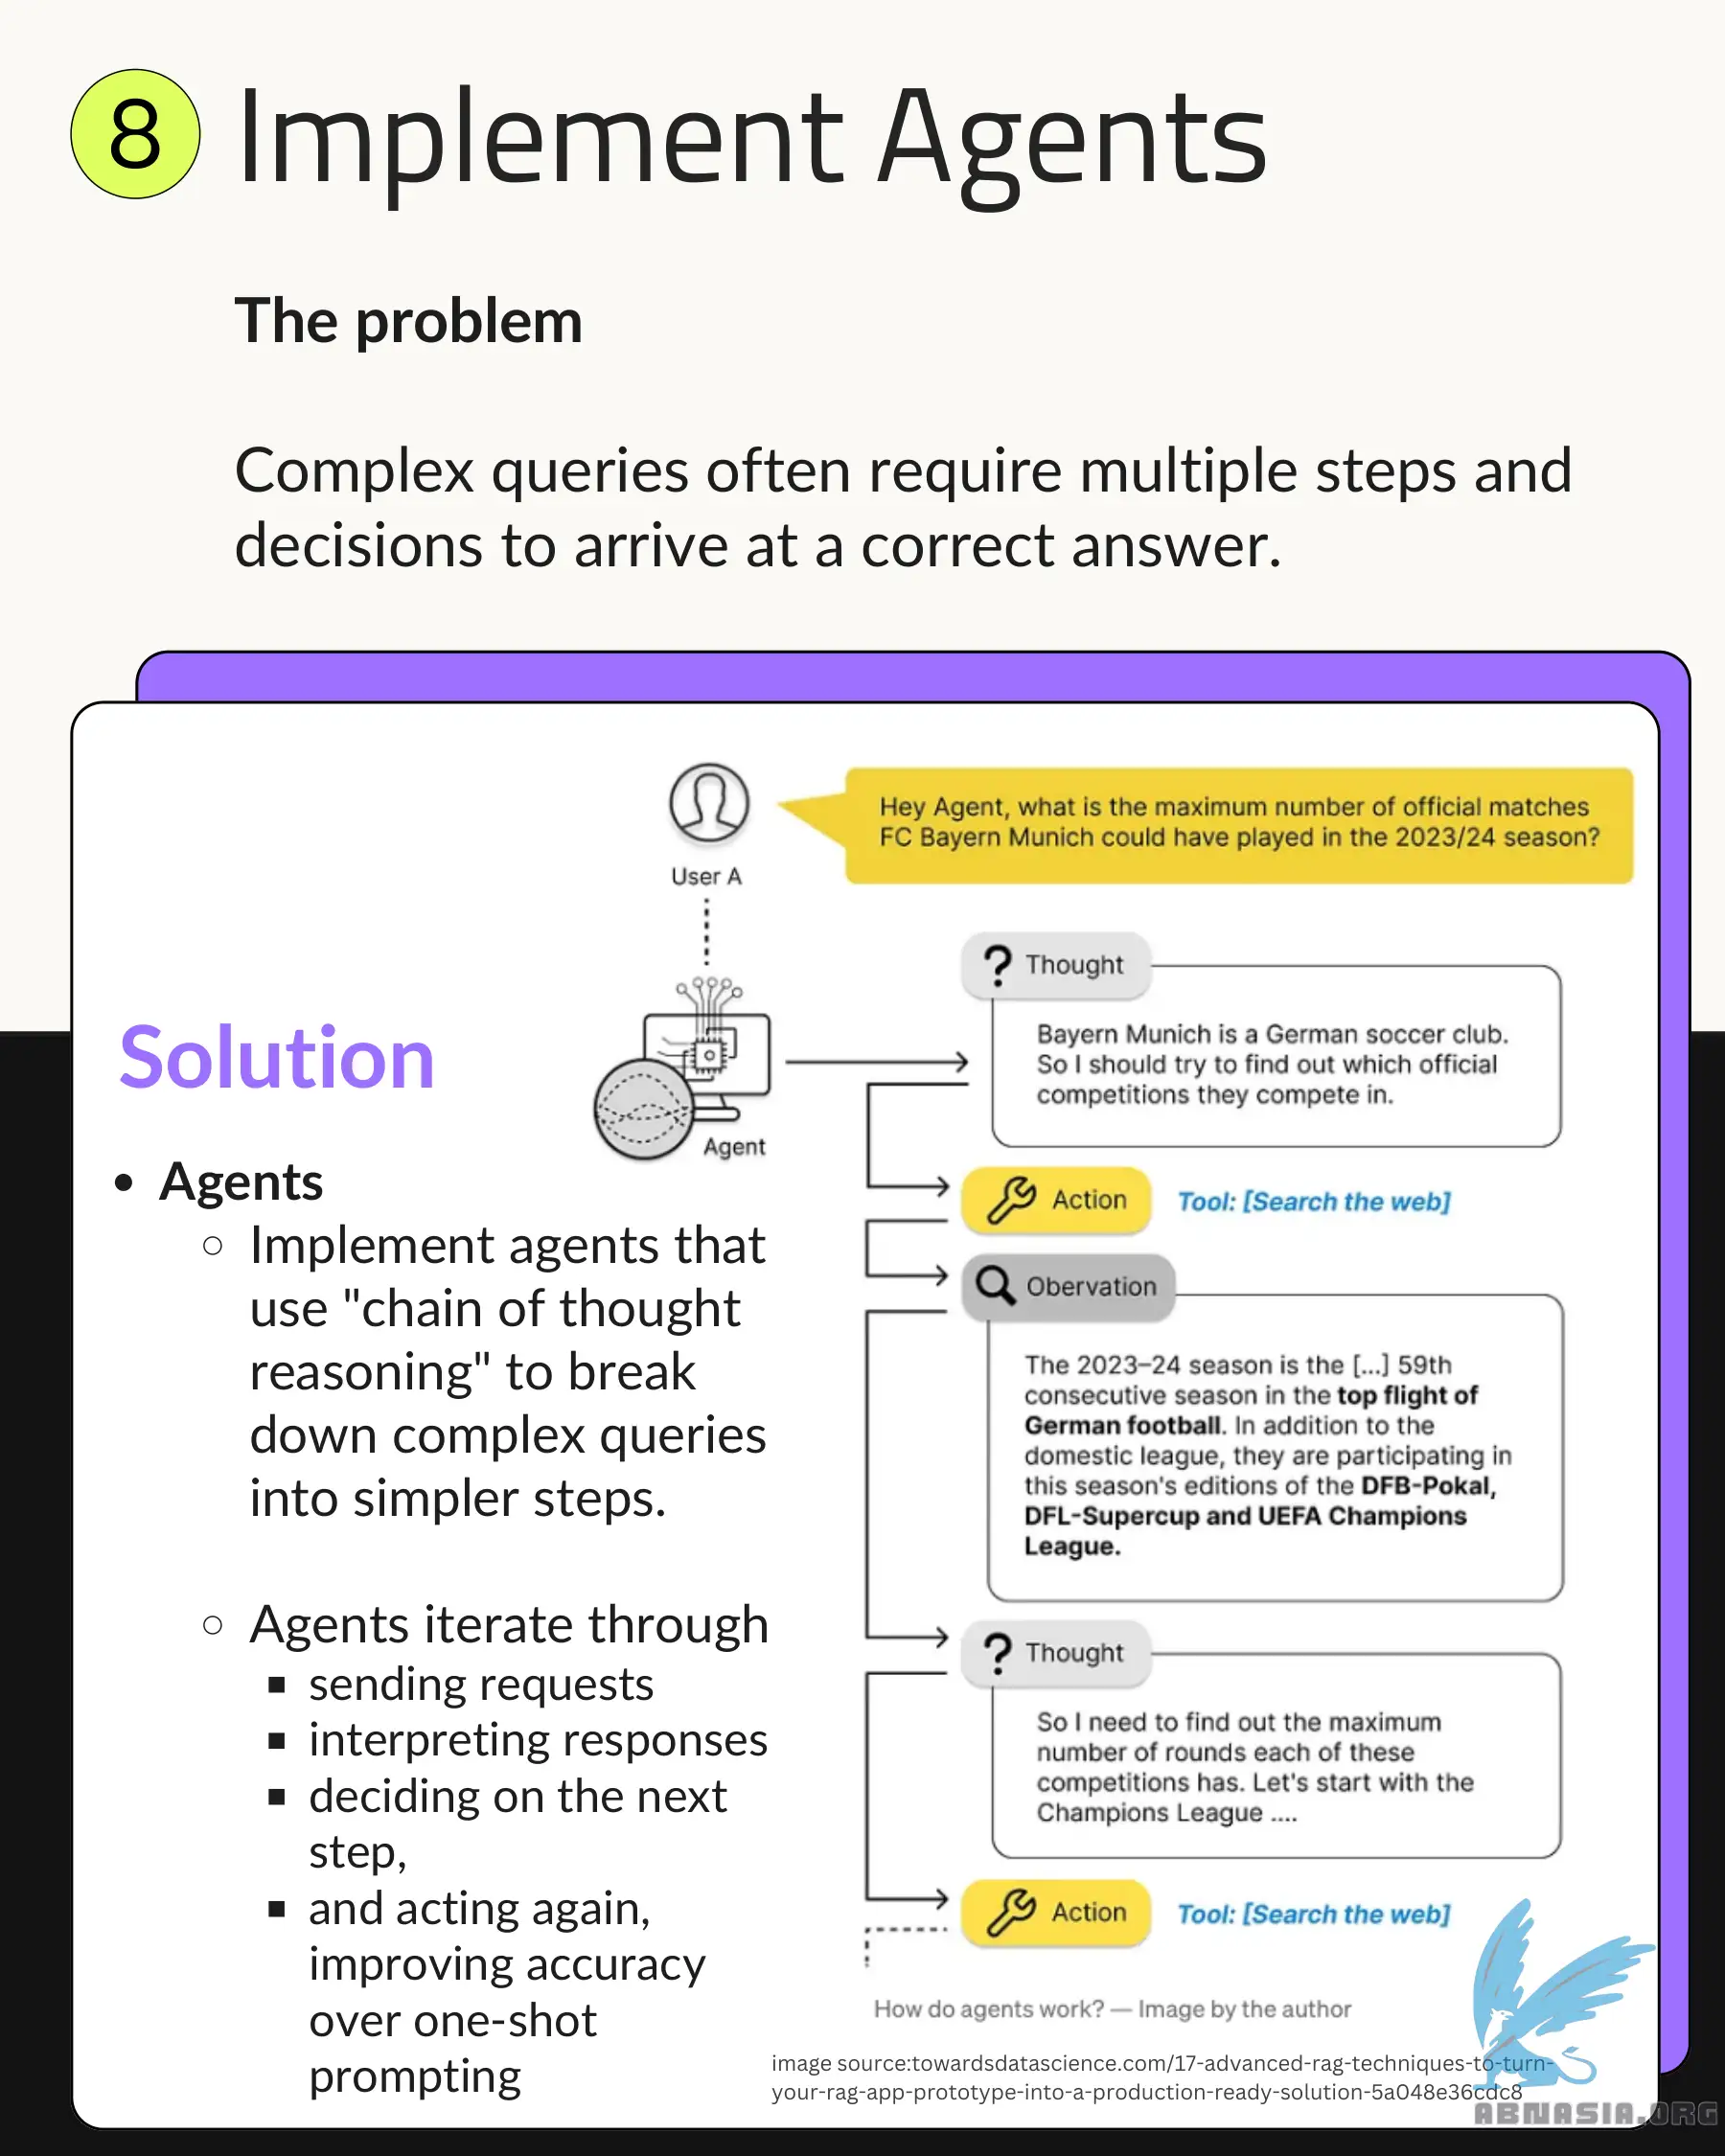 8
Implement Agents
The problem
Complex queries often require multiple steps and
decisions to arrive at a correct answer.
Solution
• Agents
○ Implement agents that
use "chain of thought
reasoning" to break
down complex queries
into simpler steps.
○ Agents iterate through
▪ sending requests
▪ interpreting responses
▪ deciding on the next
step,
▪ and acting again,
improving accuracy
over one-shot
prompting
Hey Agent, what is the maximum number of official matches
FC Bayern Munich could have played in the 2023/24 season?
User A
Agent
? Thought
Bayern Munich is a German soccer club.
So I should try to find out which official
competitions they compete in.
Action
Tool: [Search the web]
Obervation
The 2023–24 season is the [...] 59th
consecutive season in the top flight of
German football. In addition to the
domestic league, they are participating in
this season's editions of the DFB-Pokal,
DFL-Supercup and UEFA Champions
League.
? Thought
So I need to find out the maximum
number of rounds each of these
competitions has. Let's start with the
Champions League ....
Action
Tool: [Search the web]
How do agents work? — Image by the author
image source:towardsdatascience.com/17-advanced-rag-techniques-to-turn-
your-rag-app-prototype-into-a-production-ready-solution-5a048e36cdc8
ABNASIA.ORG